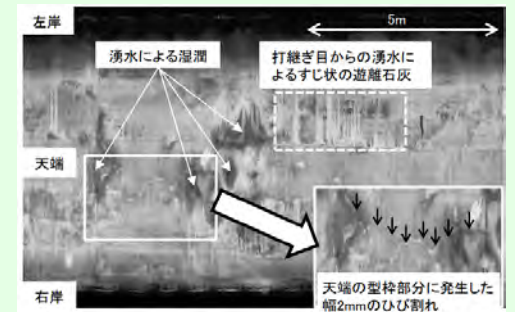 左岸
5m
湧水による湿潤
打継ぎ目からの湧水に
よるすじ状の遊離石灰
天端
右岸
天端の型枠部分に発生した
幅2mmのひび割れ